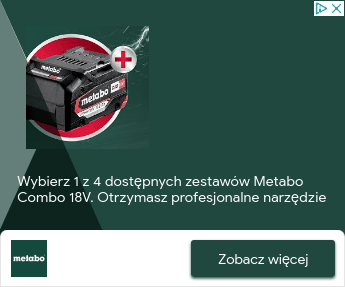 metabo
Wybierz 1 z 4 dostępnych zestawów Metabo
Combo 18V. Otrzymasz profesjonalne narzędzie
metabo
Zobacz więcej